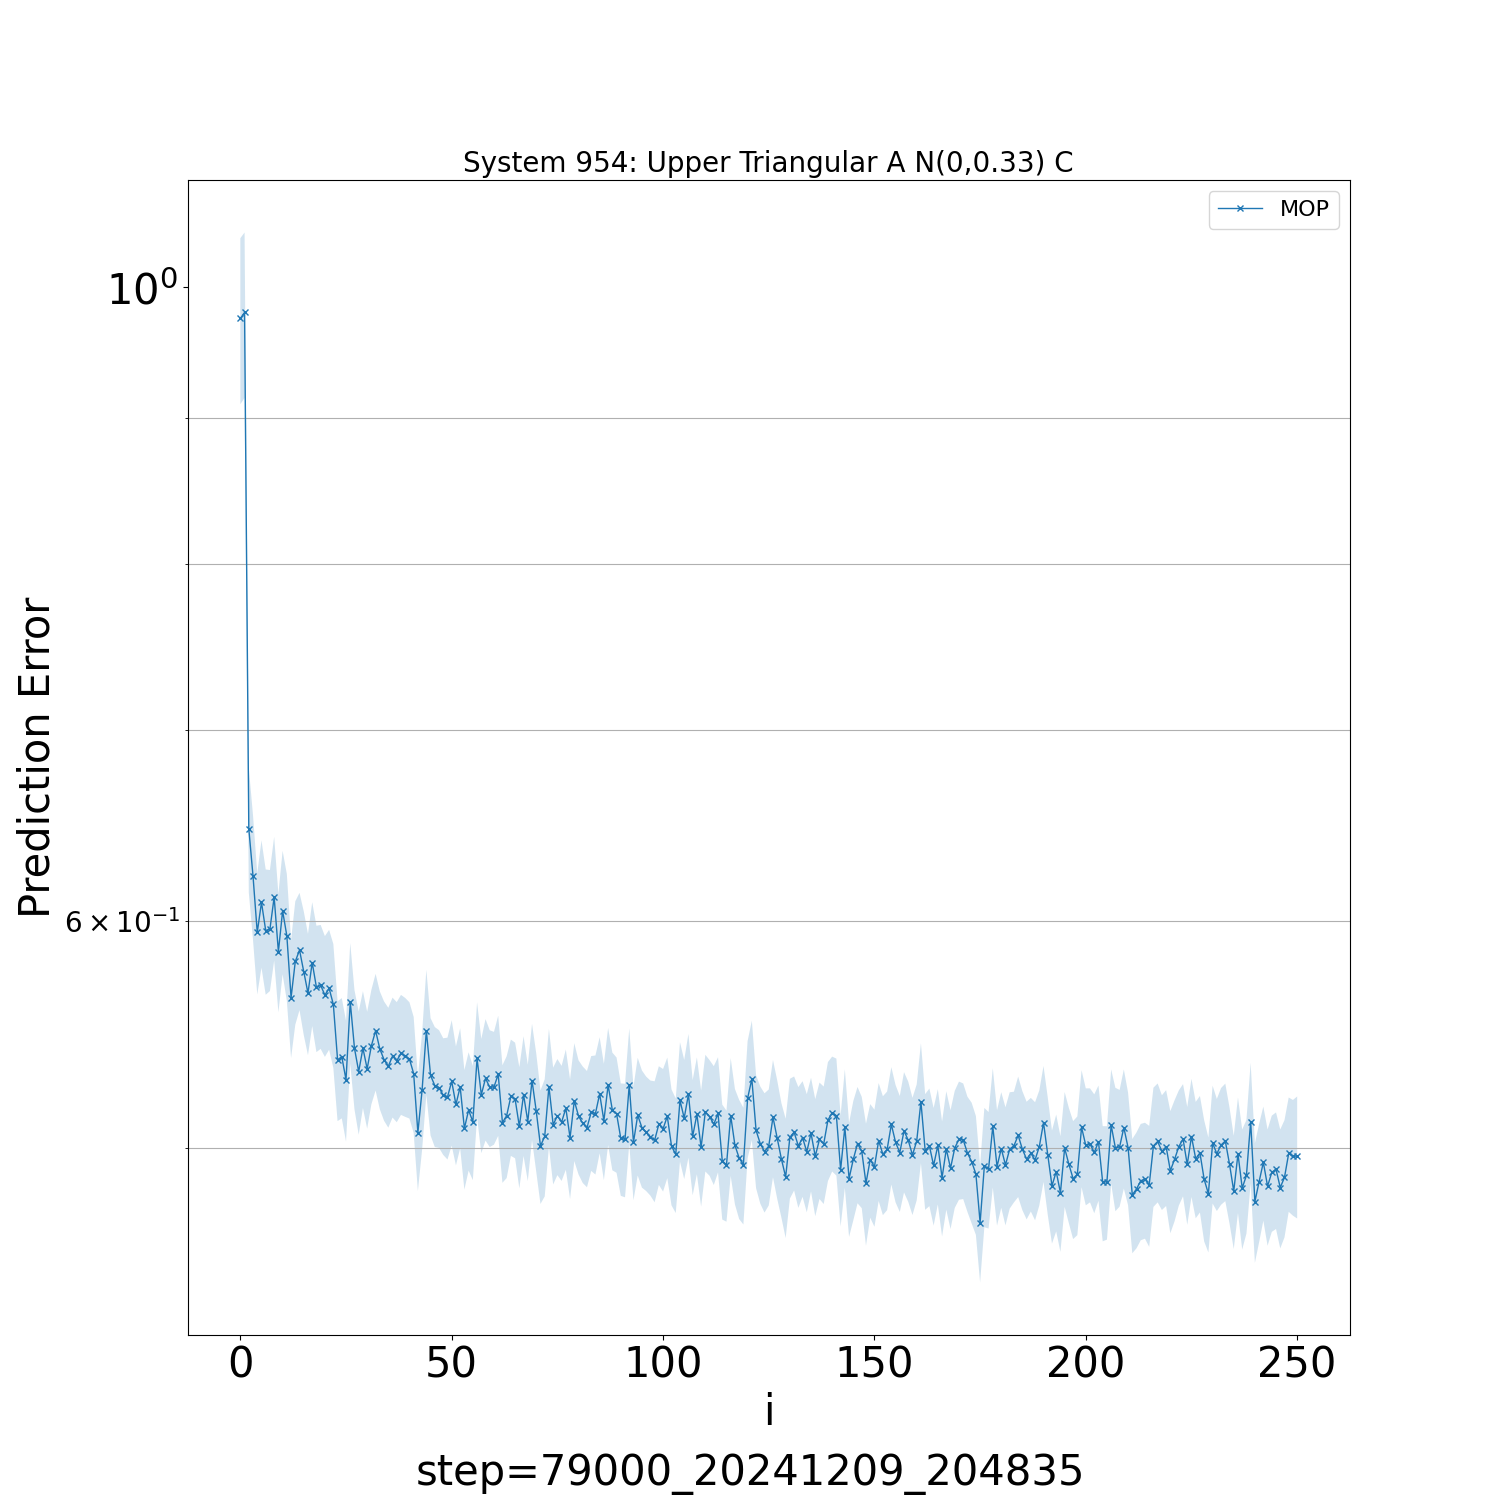 System 954: Upper Triangular A N(0,0.33) C
MOP
10⁰
6 × 10⁻¹
Prediction Error
0 50 100 150 200 250
i
step=79000_20241209_204835